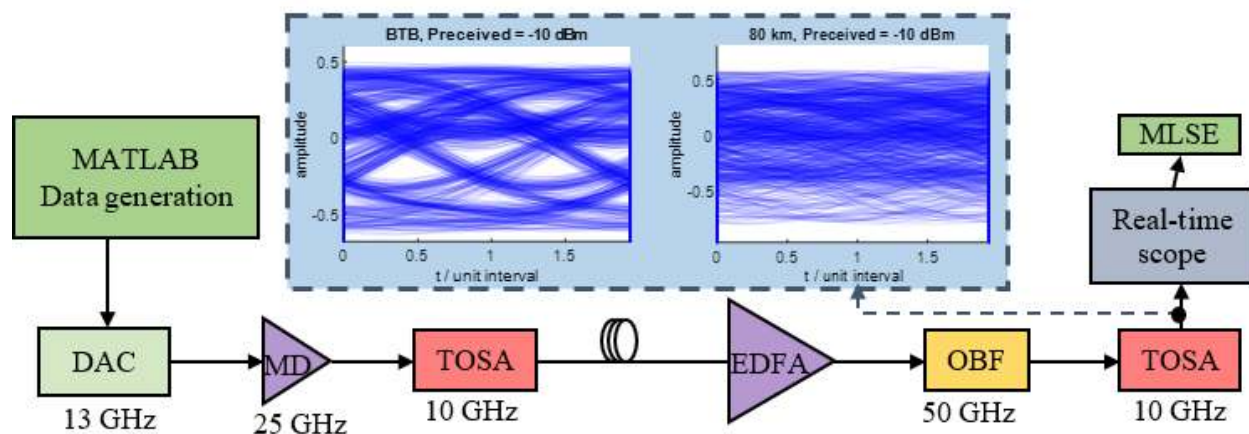 BTB, Preceived = -10 dBm
0.5
0
-0.5
amplitude
0
0.5
1
1.5
t / unit interval
80 km, Preceived = -10 dBm
0.5
0
-0.5
amplitude
0
0.5
1
1.5
t / unit interval
MATLAB
Data generation
MLSE
Real-time
scope
DAC
13 GHz
MD
25 GHz
TOSA
10 GHz
EDFA
OBF
50 GHz
TOSA
10 GHz